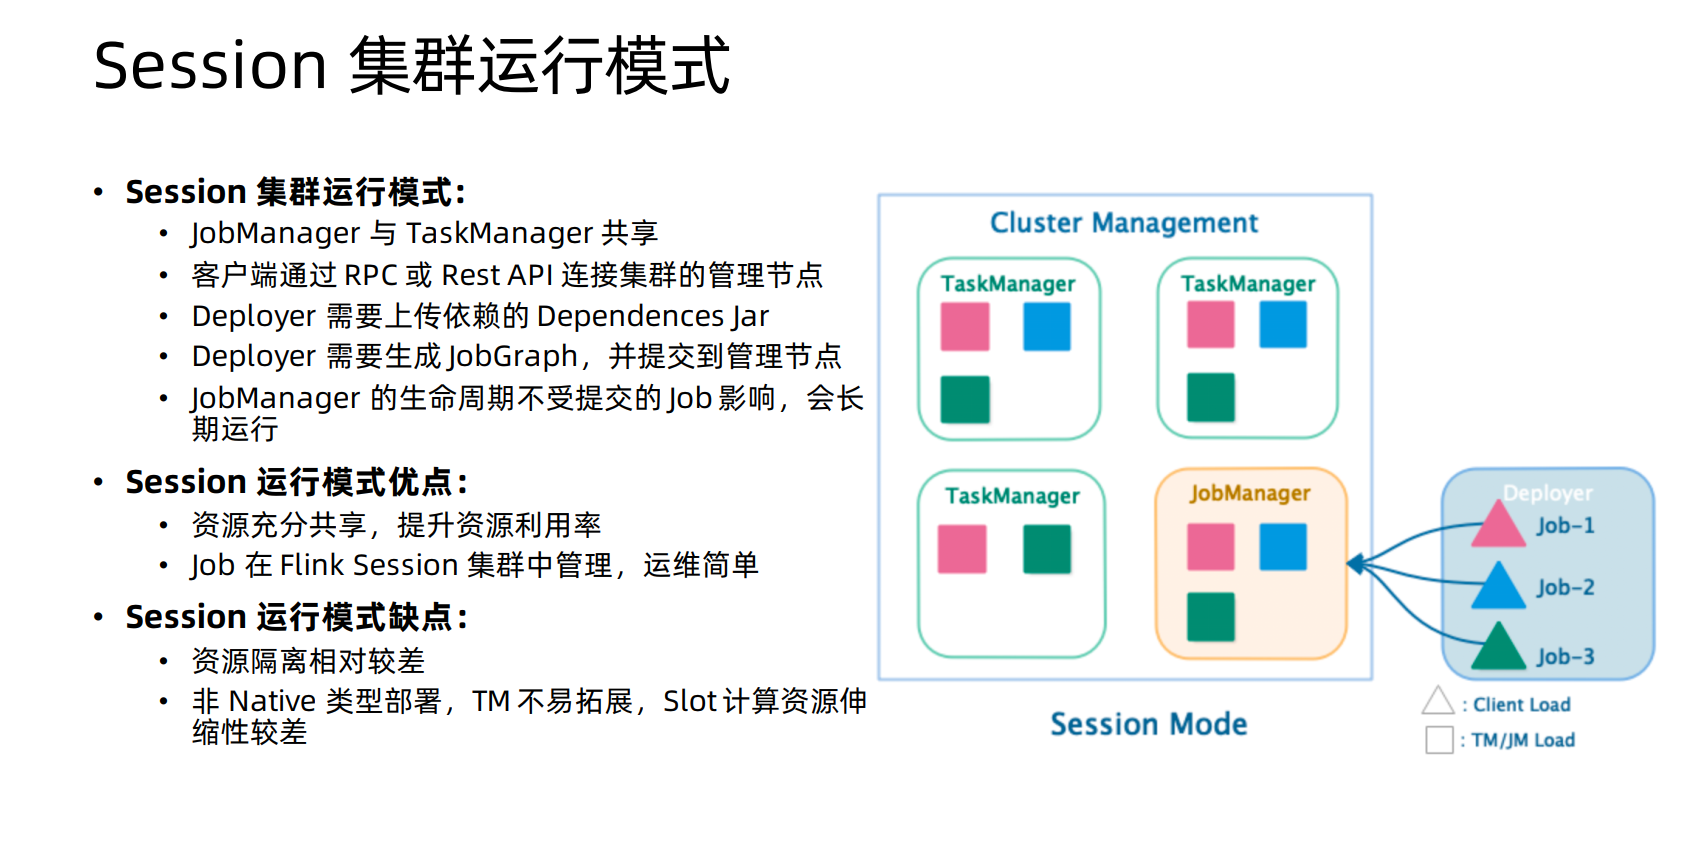 Session 集群运行模式
• Session 集群运行模式：
• JobManager 与 TaskManager 共享
• 客户端通过 RPC 或 Rest API 连接集群的管理节点
• Deployer 需要上传依赖的 Dependences Jar
• Deployer 需要生成 JobGraph，并提交到管理节点
• JobManager 的生命周期不受提交的 Job 影响，会长
期运行
• Session 运行模式优点：
• 资源充分共享，提升资源利用率
• Job 在 Flink Session 集群中管理，运维简单
• Session 运行模式缺点：
• 资源隔离相对较差
• 非 Native 类型部署，TM 不易拓展，Slot 计算资源伸
缩性较差
Cluster Management
TaskManager
TaskManager
TaskManager
JobManager
Deployer
Job-1
Job-2
Job-3
: Client Load
: TM/JM Load
Session Mode